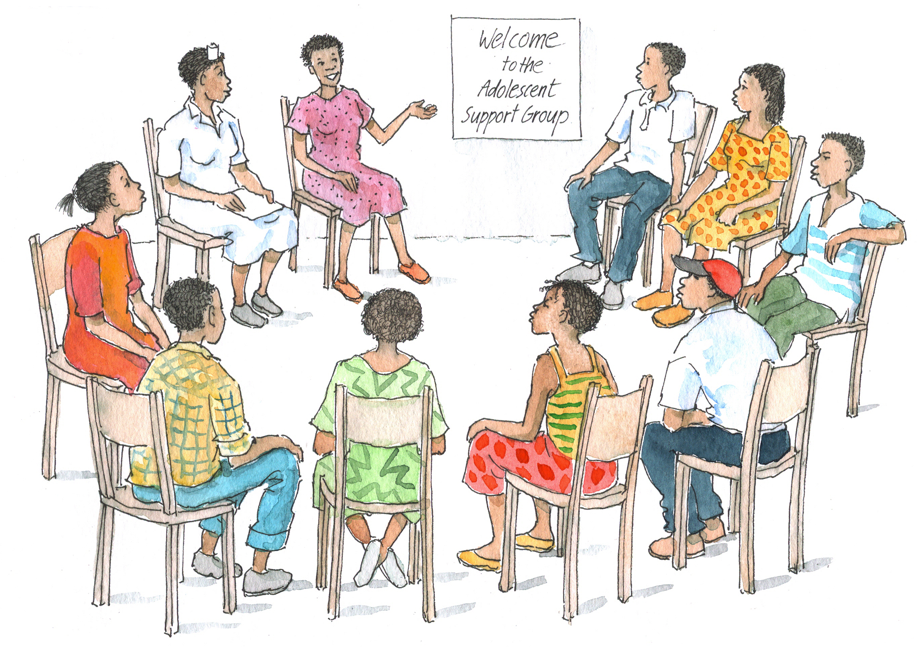 Welcome
to the
Adolescent
Support Group